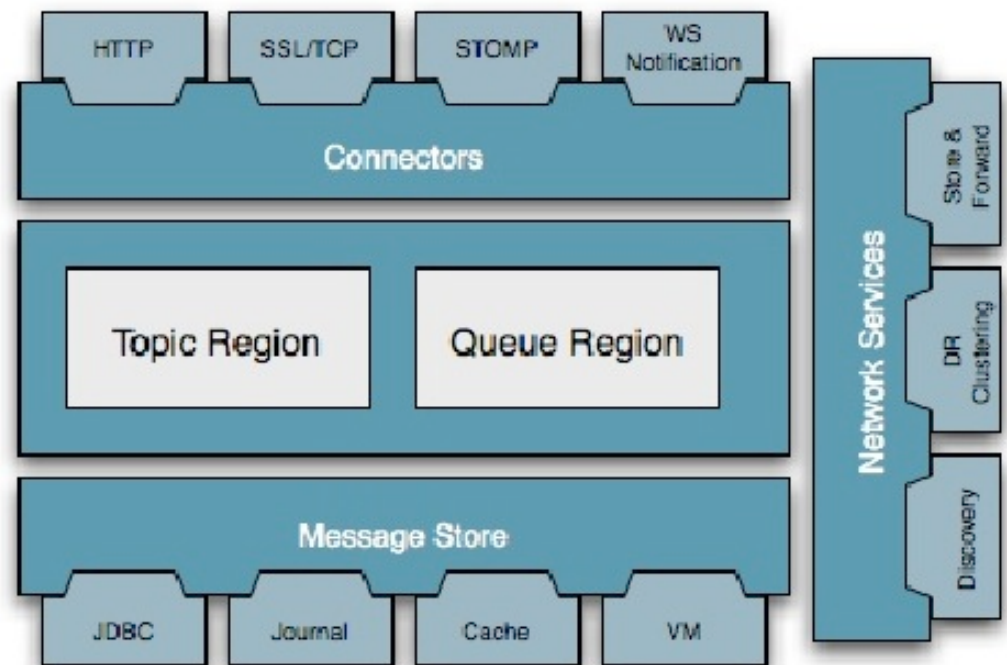 HTTP
SSL/TCP
STOMP
WS
Notification
Connectors
Topic Region
Queue Region
Message Store
JDBC
Journal
Cache
VM
Network Services
Store &
Forward
DR
Clustering
Discovery